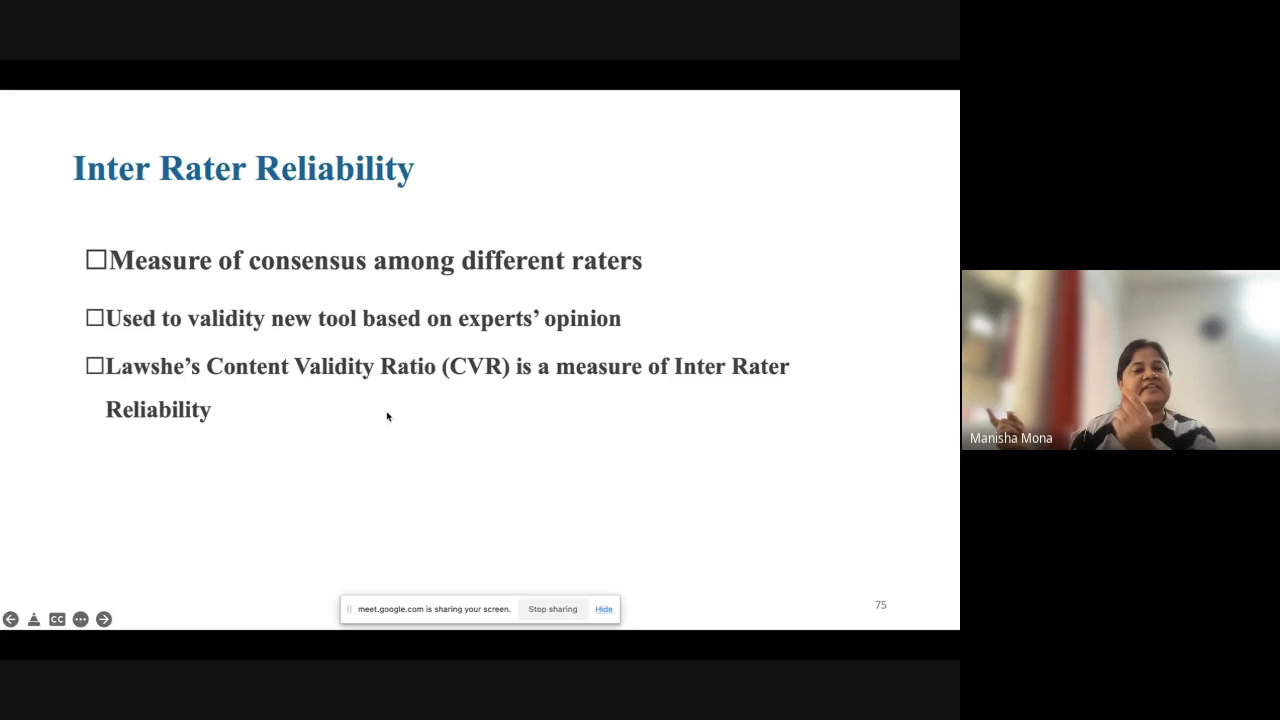 Inter Rater Reliability
☐Measure of consensus among different raters
☐Used to validity new tool based on experts’ opinion
☐Lawshe’s Content Validity Ratio (CVR) is a measure of Inter Rater
Reliability
Manisha Mona
meet.google.com is sharing your screen. Stop sharing Hide
75
CC